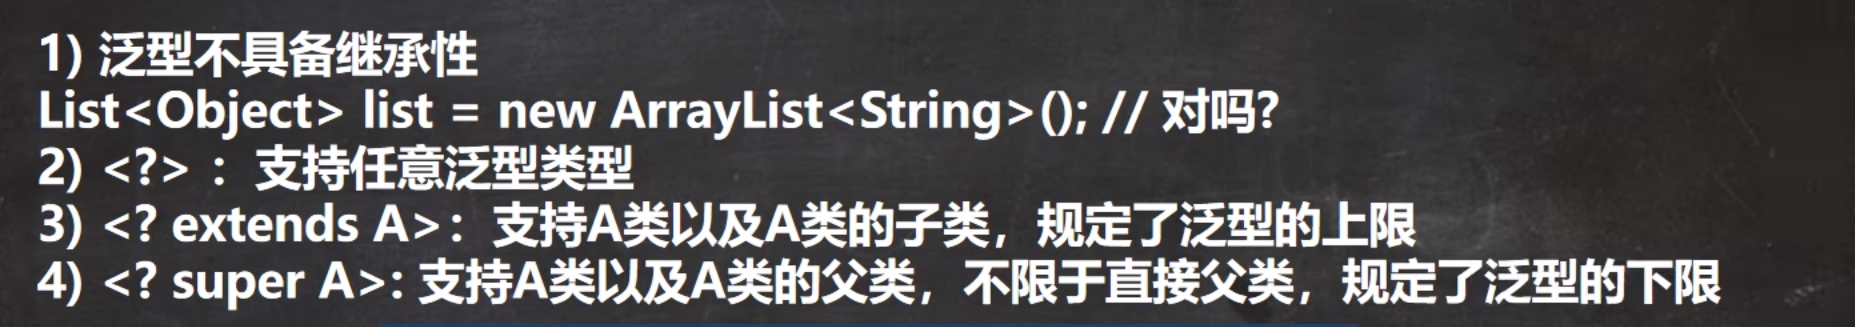 1) 泛型不具备继承性
List<Object> list = new ArrayList<String>(); // 对吗?
2) <?> ：支持任意泛型类型
3) <? extends A>：支持A类以及A类的子类，规定了泛型的上限
4) <? super A>: 支持A类以及A类的父类，不限于直接父类，规定了泛型的下限